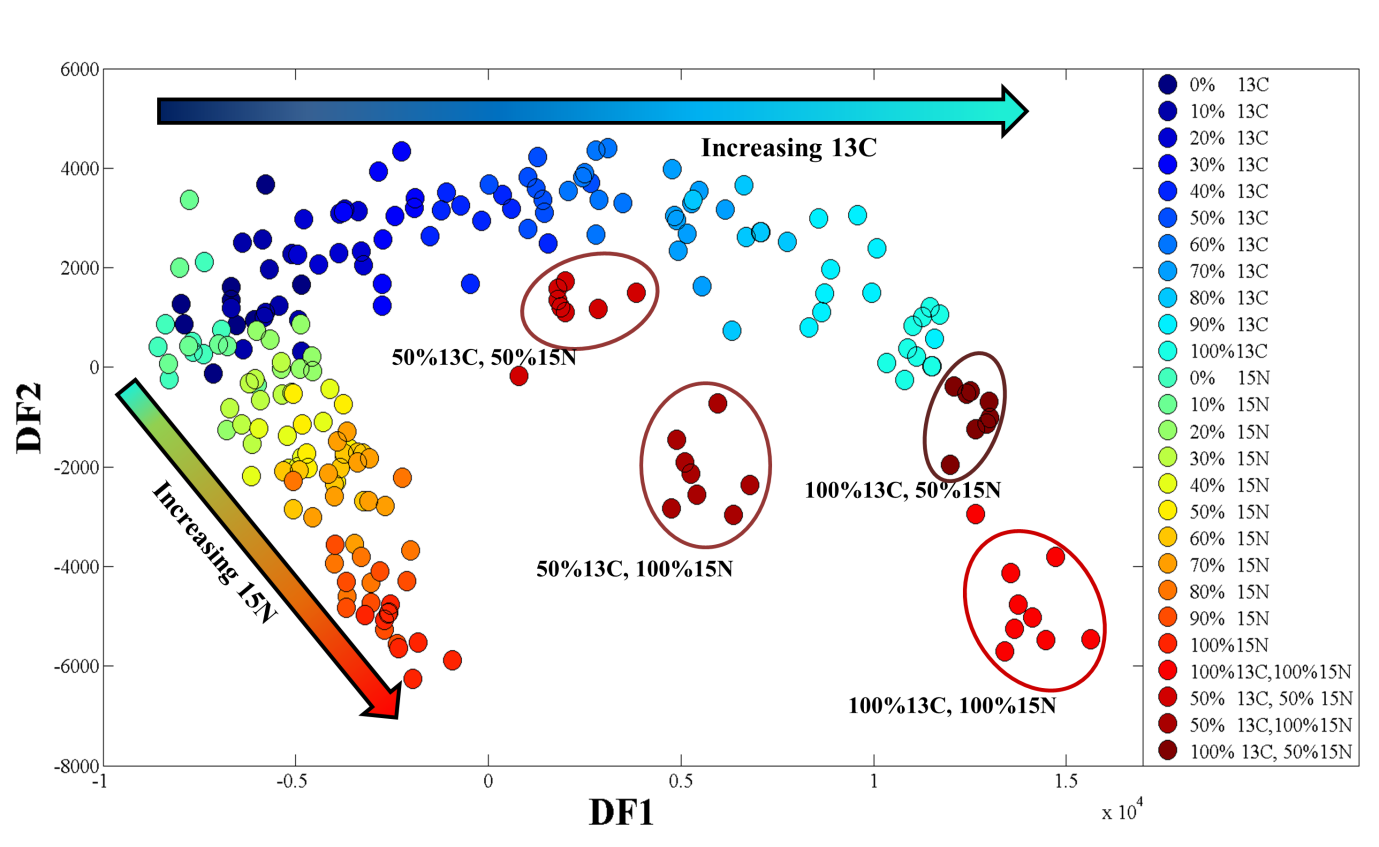 6000
4000
2000
0
-2000
-4000
-6000
-8000
DF2
Increasing 13C
Increasing 15N
50%13C, 50%15N
50%13C, 100%15N
100%13C, 50%15N
100%13C, 100%15N
-1
-0.5
0
0.5
1
1.5
x 10⁴
DF1
0% 13C
10% 13C
20% 13C
30% 13C
40% 13C
50% 13C
60% 13C
70% 13C
80% 13C
90% 13C
100%13C
0% 15N
10% 15N
20% 15N
30% 15N
40% 15N
50% 15N
60% 15N
70% 15N
80% 15N
90% 15N
100%15N
100%13C,100%15N
50% 13C, 50% 15N
50% 13C,100%15N
100% 13C, 50%15N